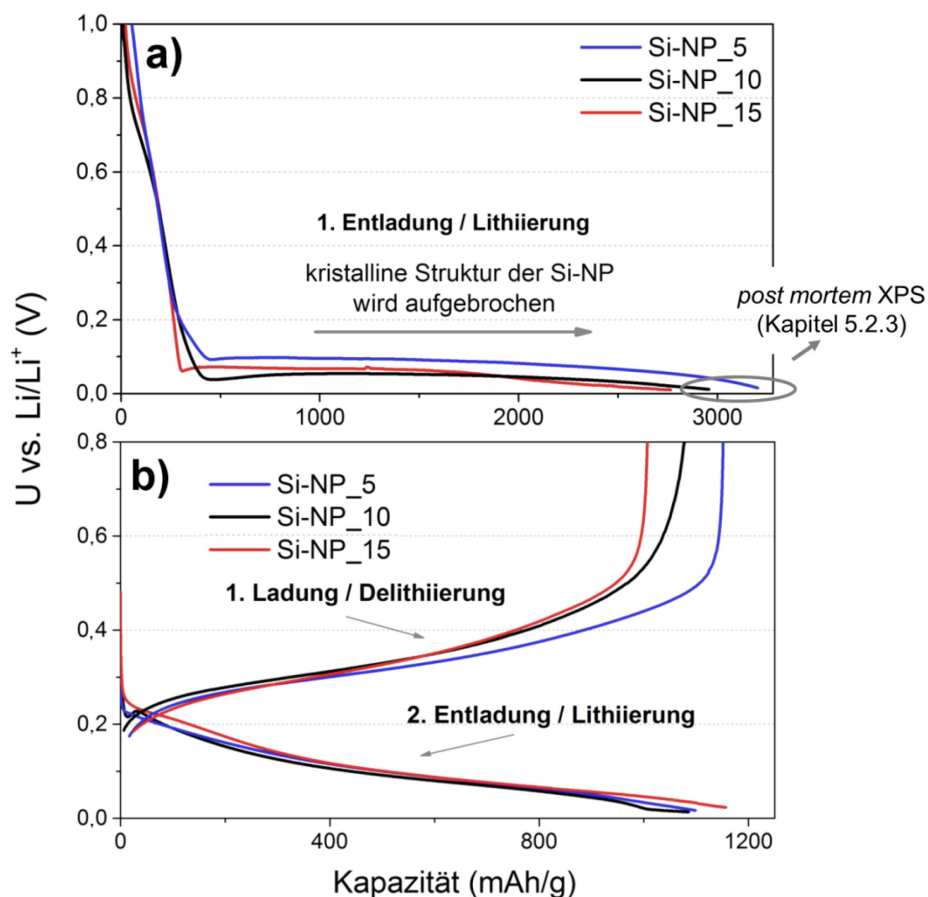 a)
1,0
0,8
0,6
0,4
0,2
0,0
Si-NP_5
Si-NP_10
Si-NP_15
1. Entladung / Lithiierung
kristalline Struktur der Si-NP
wird aufgebrochen
post mortem XPS
(Kapitel 5.2.3)
0 1000 2000 3000
U vs. Li/Li⁺ (V)
b)
0,8
0,6
0,4
0,2
0,0
Si-NP_5
Si-NP_10
Si-NP_15
1. Ladung / Delithiierung
2. Entladung / Lithiierung
0 400 800 1200
Kapazität (mAh/g)